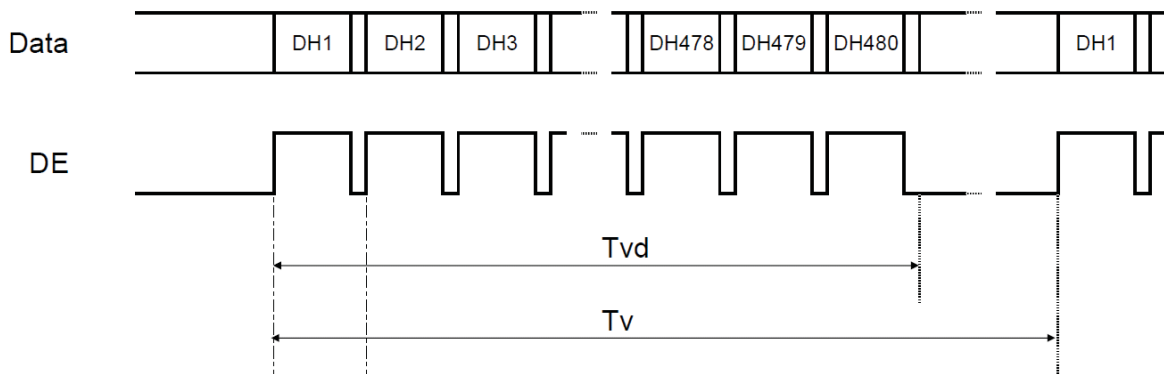 Data DH1 DH2 DH3 DH478 DH479 DH480 DH1
DE
Tvd
Tv